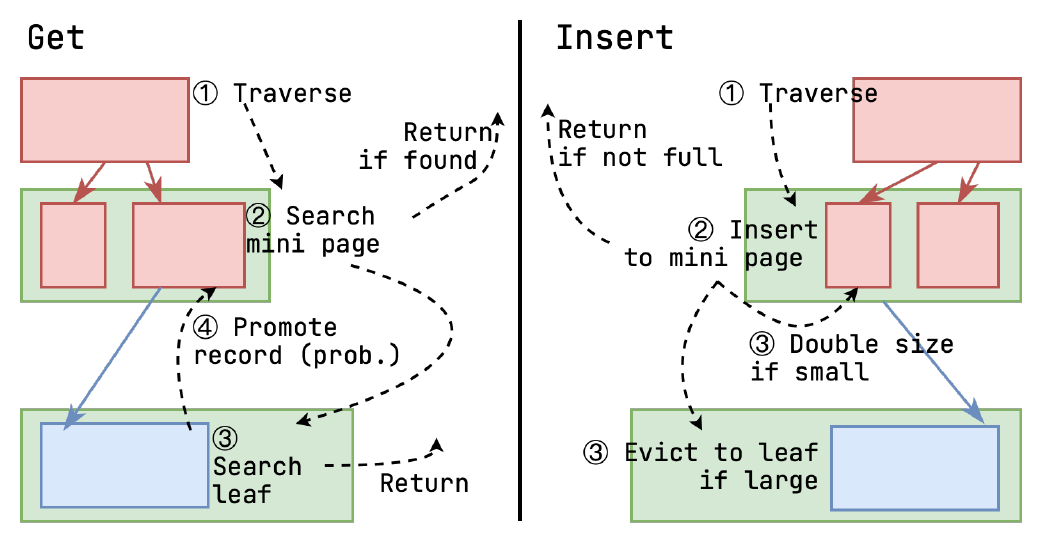 Get
① Traverse
Return
if found
② Search
mini page
④ Promote
record (prob.)
③
Search
leaf
Return
Insert
① Traverse
Return
if not full
② Insert
to mini page
③ Double size
if small
③ Evict to leaf
if large